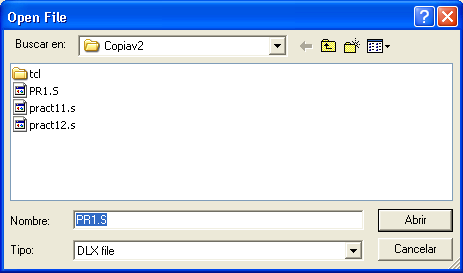 Open File
Buscar en: Copiav2
tcl
PR1.S
pract11.s
pract12.s
Nombre: PR1.S Abrir
Tipo: DLX file Cancelar